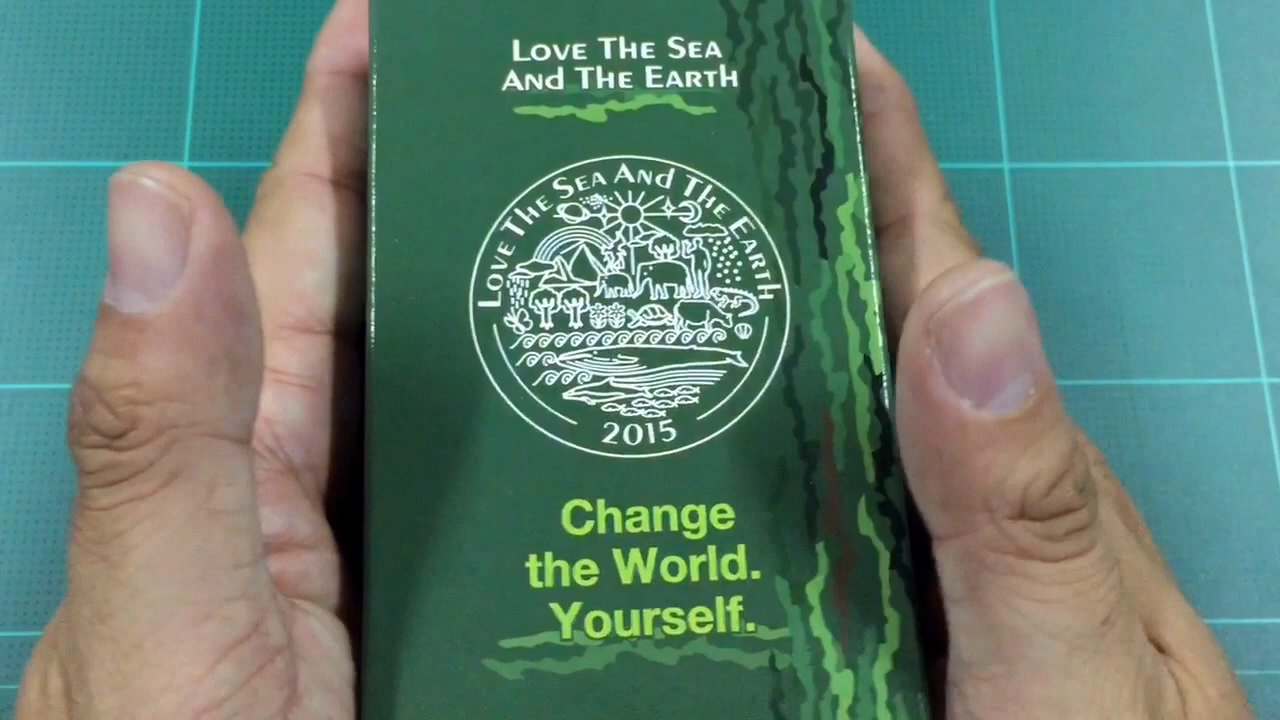 LOVE THE SEA
AND THE EARTH
LOVE THE SEA AND THE EARTH
2015
Change
the World.
Yourself.